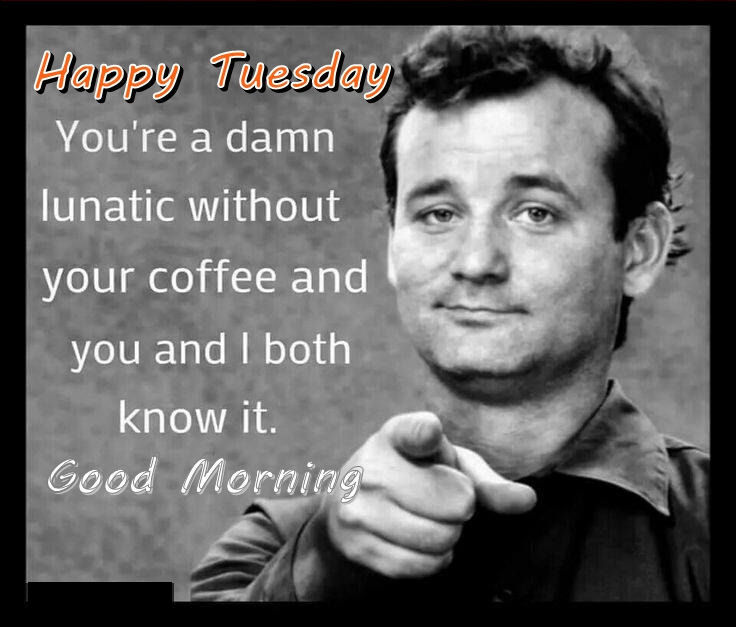 Happy Tuesday
You're a damn
lunatic without
your coffee and
you and I both
know it.
Good Morning